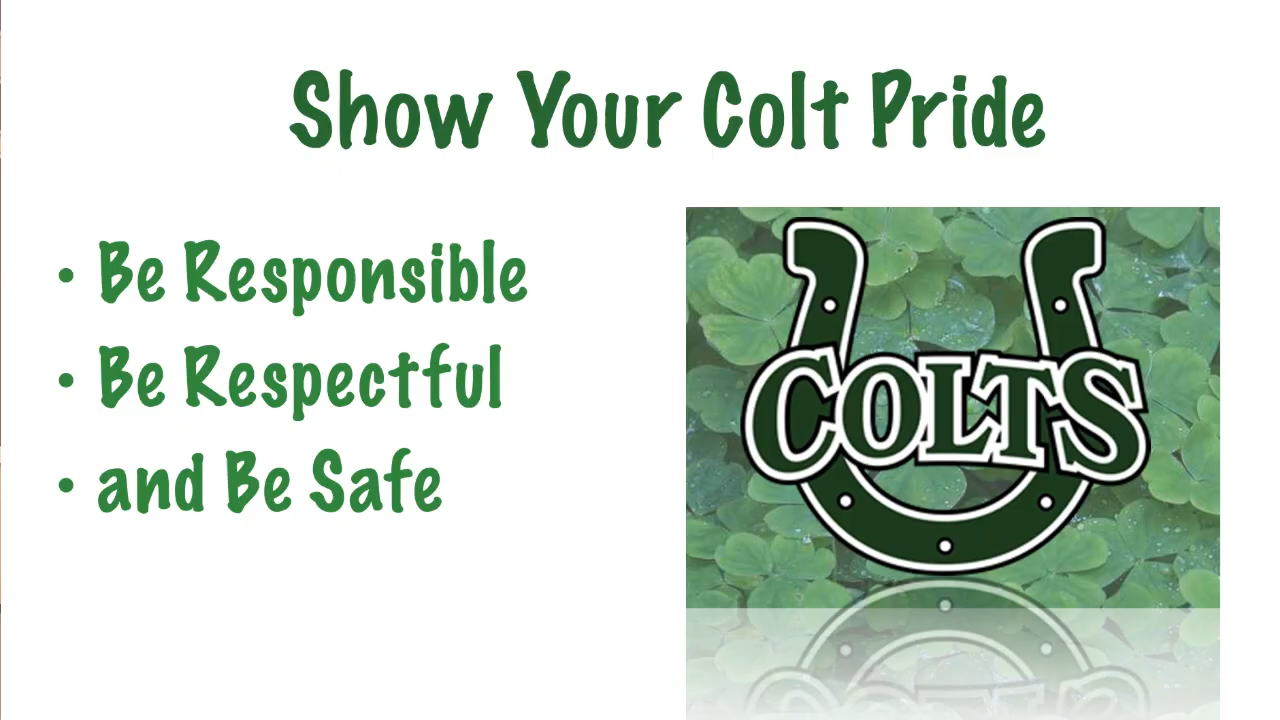 Show Your Colt Pride
• Be Responsible
• Be Respectful
• and Be Safe
COLTS